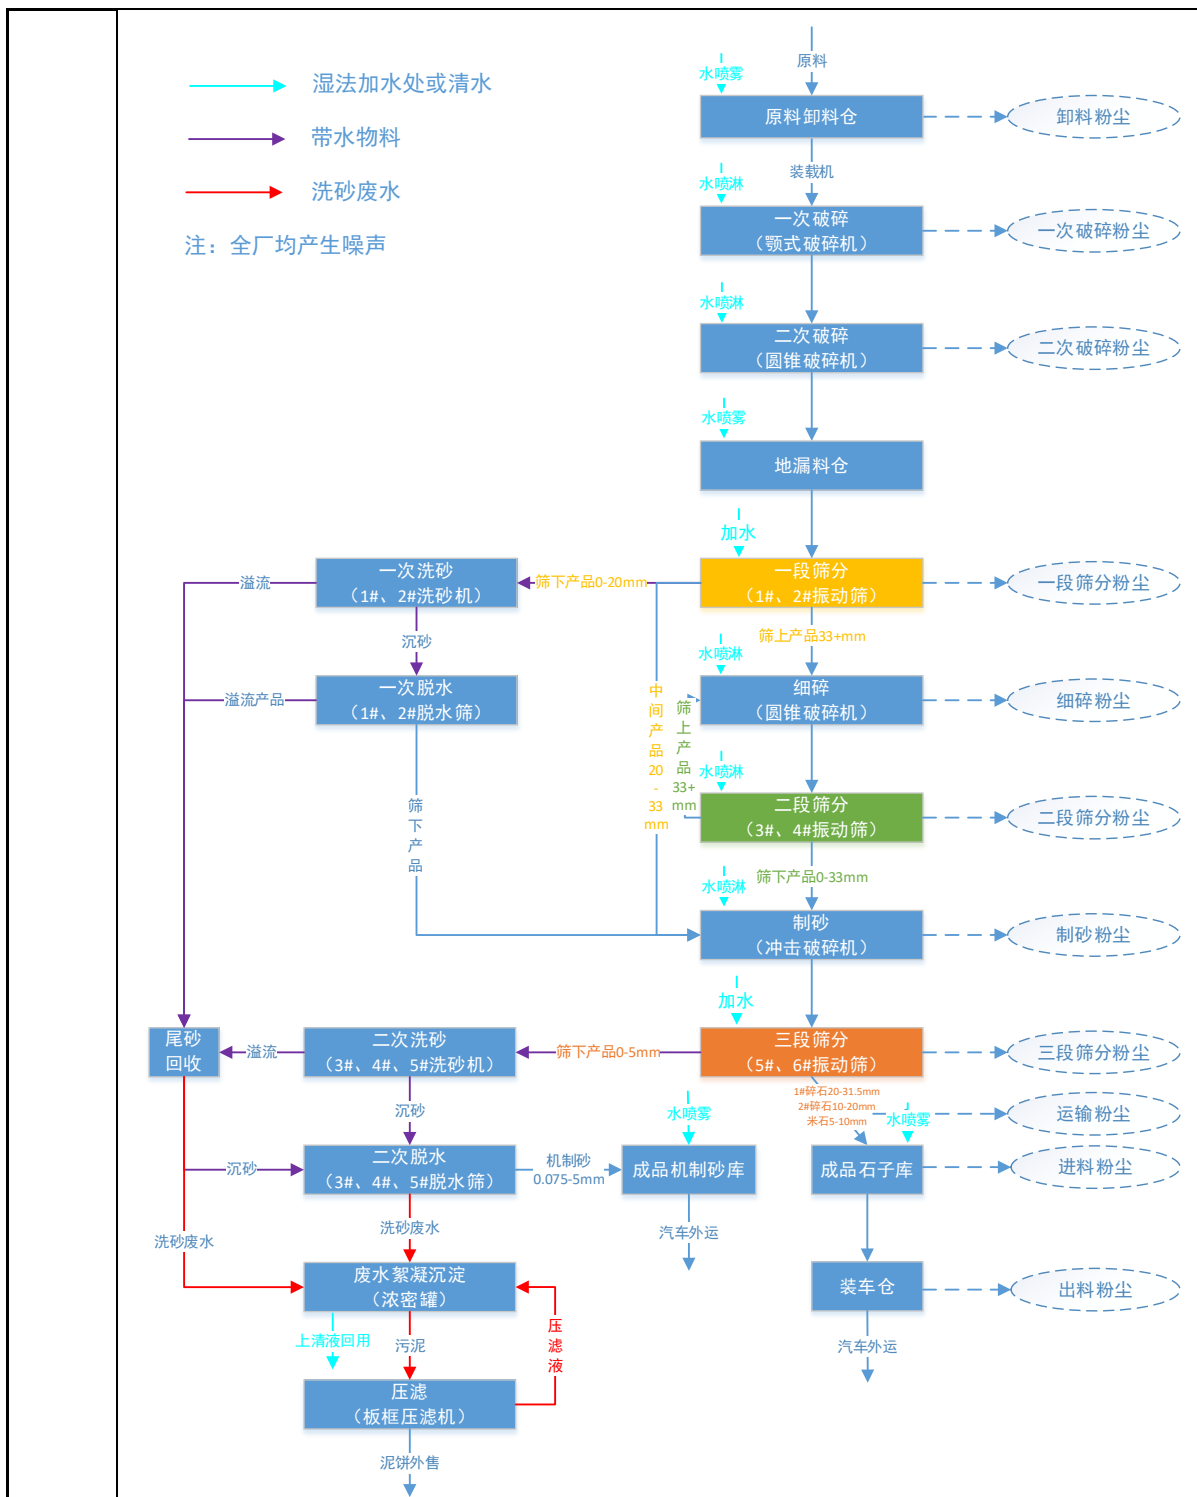 原料
水喷雾
湿法加水处或清水
原料卸料仓
卸料粉尘
带水物料
装载机
水喷淋
洗砂废水
一次破碎
（颚式破碎机）
一次破碎粉尘
注：全厂均产生噪声
水喷淋
二次破碎
（圆锥破碎机）
二次破碎粉尘
水喷雾
地漏料仓
加水
一次洗砂
（1#、2#洗砂机）
溢流
筛下产品0-20mm
一段筛分
（1#、2#振动筛）
一段筛分粉尘
沉砂
筛上产品33+mm
水喷淋
一次脱水
（1#、2#脱水筛）
溢流产品
中间产品20-33mm
筛上产品33+mm
细碎
（圆锥破碎机）
细碎粉尘
水喷淋
筛下产品
二段筛分
（3#、4#振动筛）
二段筛分粉尘
筛下产品0-33mm
水喷淋
制砂
（冲击破碎机）
制砂粉尘
加水
尾砂
回收
溢流
二次洗砂
（3#、4#、5#洗砂机）
筛下产品0-5mm
三段筛分
（5#、6#振动筛）
三段筛分粉尘
1#碎石20-31.5mm
2#碎石10-20mm
米石5-10mm
沉砂
水喷雾
水喷雾
运输粉尘
沉砂
二次脱水
（3#、4#、5#脱水筛）
机制砂
0.075-5mm
成品机制砂库
成品石子库
进料粉尘
洗砂废水
洗砂废水
汽车外运
废水絮凝沉淀
（浓密罐）
装车仓
出料粉尘
上清液回用
污泥
压滤液
汽车外运
压滤
（板框压滤机）
泥饼外售